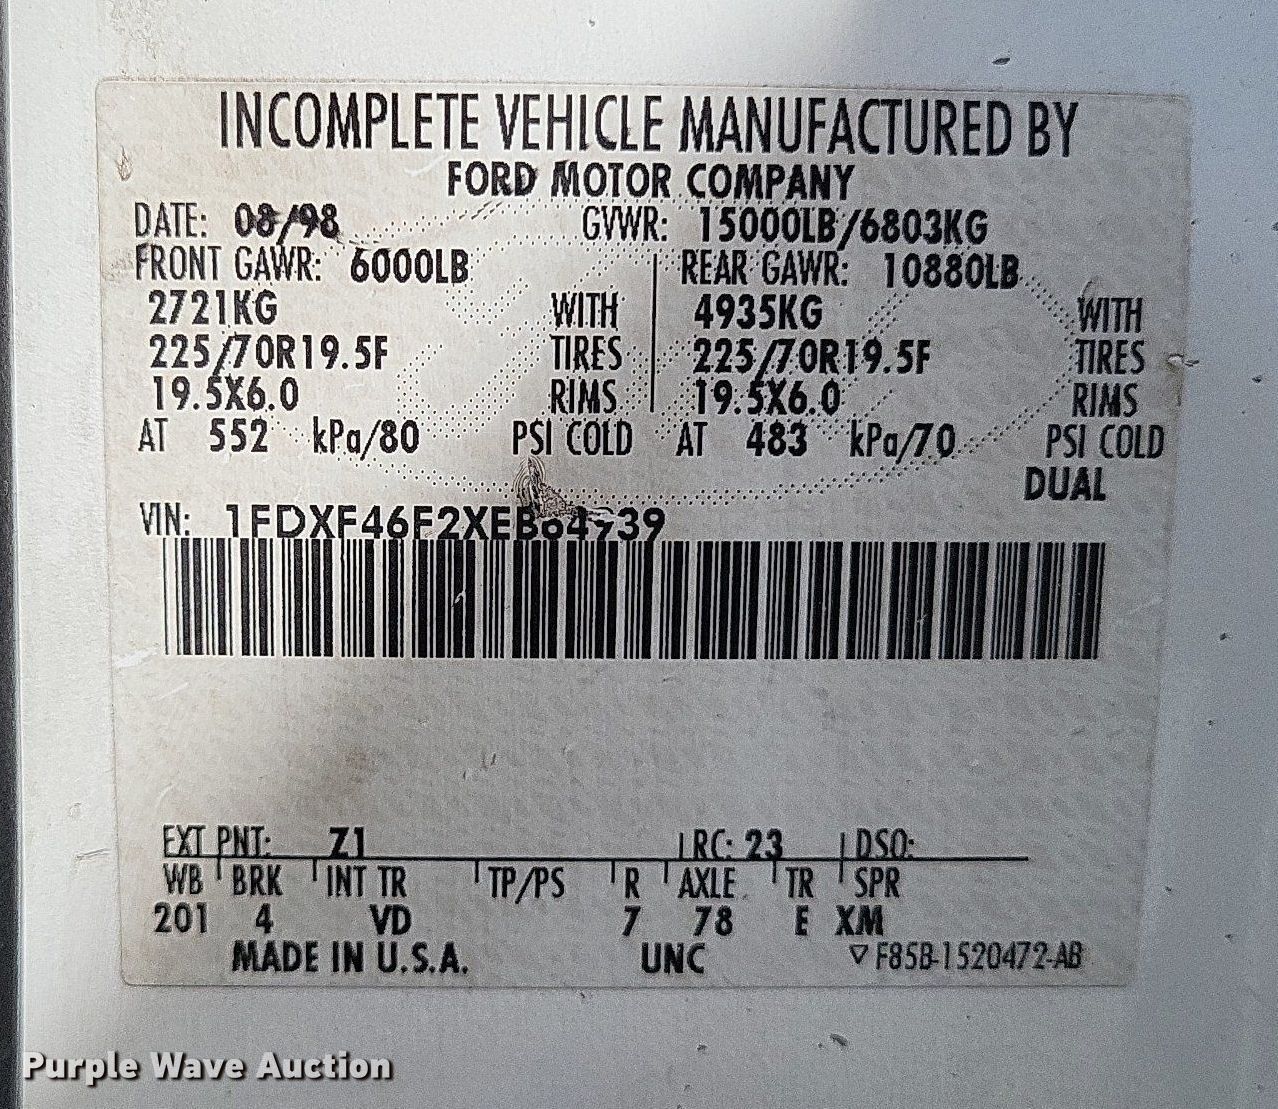 INCOMPLETE VEHICLE MANUFACTURED BY
FORD MOTOR COMPANY
DATE: 08/98 GVWR: 15000LB/6803KG
FRONT GAWR: 6000LB REAR GAWR: 10880LB
2721KG WITH 4935KG WITH
225/70R19.5F TIRES 225/70R19.5F TIRES
19.5X6.0 RIMS 19.5X6.0 RIMS
AT 552 kPa/80 PSI COLD AT 483 kPa/70 PSI COLD
DUAL
VIN: 1FDXF46F2XEB64939
EXT PNT: Z1 RC: 23 DSO:
WB BRK INT TR TP/PS R AXLE TR SPR
201 4 VD 7 78 E XM
MADE IN U.S.A. UNC ▽F85B-1520472-AB
Purple Wave Auction